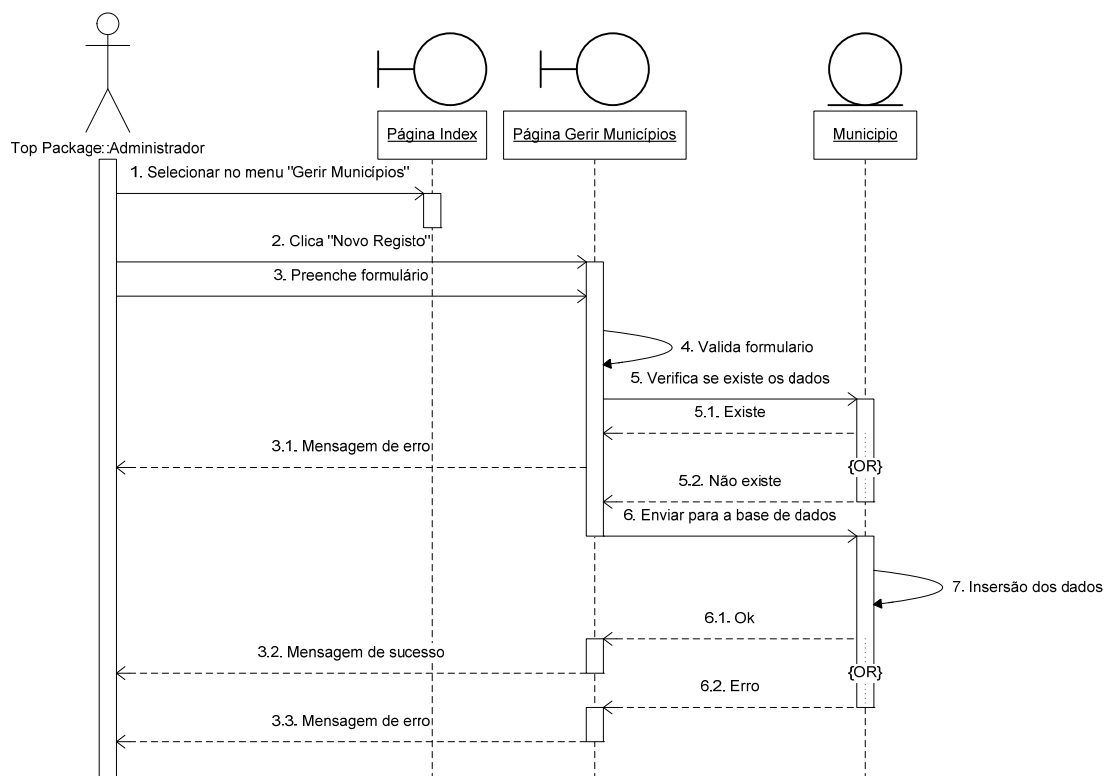 Página Index
Página Gerir Municípios
Municipio
Top Package::Administrador
1. Selecionar no menu "Gerir Municípios"
2. Clica "Novo Registo"
3. Preenche formulário
4. Valida formulario
5. Verifica se existe os dados
5.1. Existe
3.1. Mensagem de erro
{OR}
5.2. Não existe
6. Enviar para a base de dados
7. Insersão dos dados
6.1. Ok
3.2. Mensagem de sucesso
{OR}
6.2. Erro
3.3. Mensagem de erro